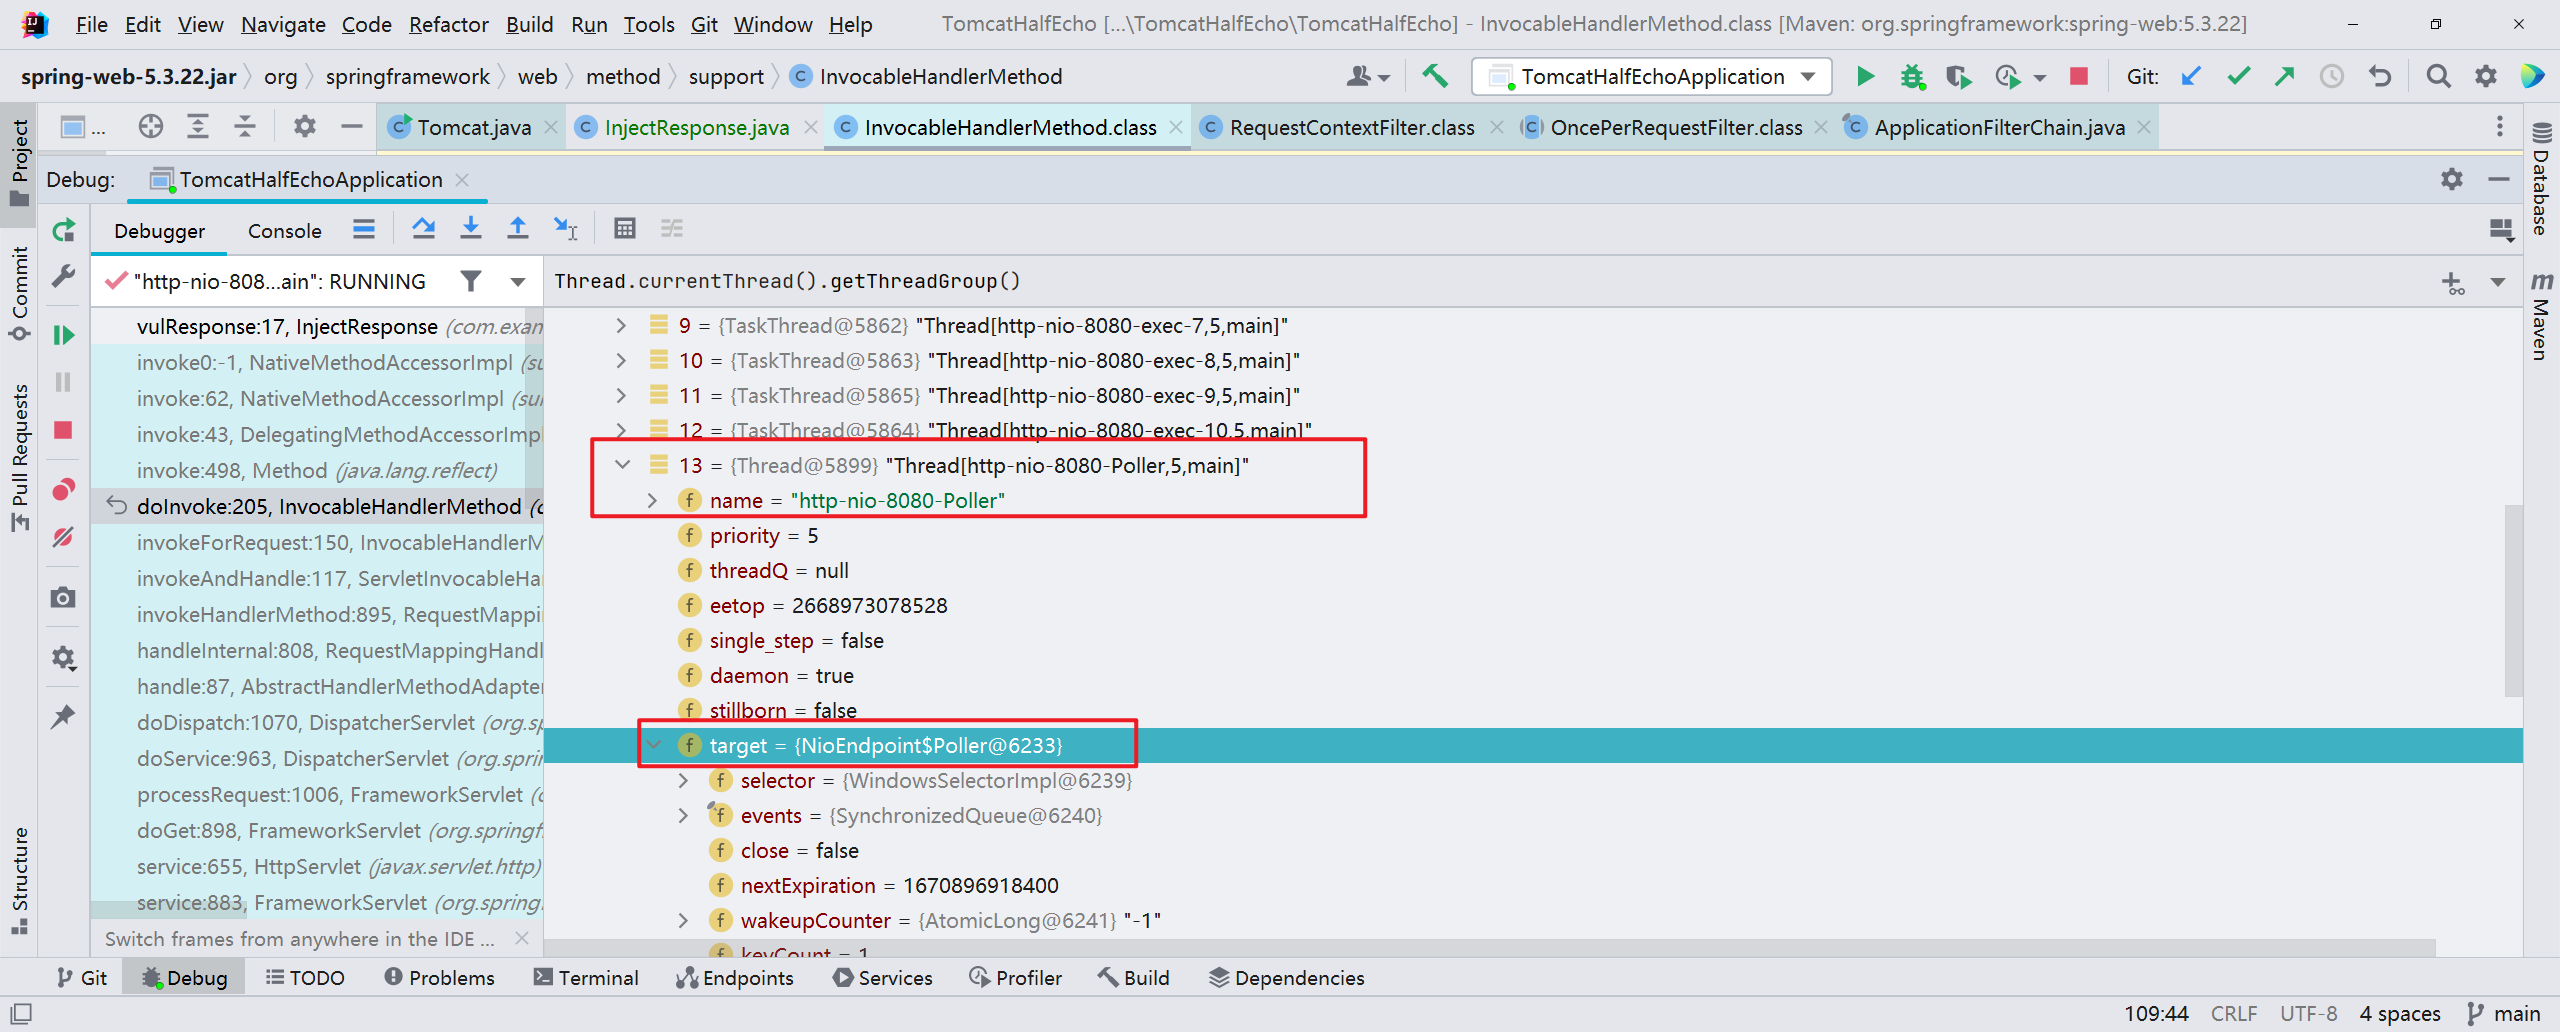 File Edit View Navigate Code Refactor Build Run Tools Git Window Help TomcatHalfEcho [...\TomcatHalfEcho\TomcatHalfEcho] - InvocableHandlerMethod.class [Maven: org.springframework:spring-web:5.3.22]
spring-web-5.3.22.jar org springframework web method support InvocableHandlerMethod TomcatHalfEchoApplication Git:
... Tomcat.java InjectResponse.java InvocableHandlerMethod.class RequestContextFilter.class OncePerRequestFilter.class ApplicationFilterChain.java
Project
Commit
Pull Requests
Structure
Database
Maven
Debug: TomcatHalfEchoApplication
Debugger Console
"http-nio-808...ain": RUNNING
Thread.currentThread().getThreadGroup()
vulResponse:17, InjectResponse (com.exan
invoke0:-1, NativeMethodAccessorImpl (su
invoke:62, NativeMethodAccessorImpl (sur
invoke:43, DelegatingMethodAccessorImpl
invoke:498, Method (java.lang.reflect)
doInvoke:205, InvocableHandlerMethod (o
invokeForRequest:150, InvocableHandlerM
invokeAndHandle:117, ServletInvocableHa
invokeHandlerMethod:895, RequestMappin
handleInternal:808, RequestMappingHandl
handle:87, AbstractHandlerMethodAdapter
doDispatch:1070, DispatcherServlet (org.sp
doService:963, DispatcherServlet (org.sprin
processRequest:1006, FrameworkServlet (o
doGet:898, FrameworkServlet (org.springf
service:655, HttpServlet (javax.servlet.http)
service:883, FrameworkServlet (org.spring
Switch frames from anywhere in the IDE ...
9 = {TaskThread@5862} "Thread[http-nio-8080-exec-7,5,main]"
10 = {TaskThread@5863} "Thread[http-nio-8080-exec-8,5,main]"
11 = {TaskThread@5865} "Thread[http-nio-8080-exec-9,5,main]"
12 = {TaskThread@5864} "Thread[http-nio-8080-exec-10,5,main]"
13 = {Thread@5899} "Thread[http-nio-8080-Poller,5,main]"
name = "http-nio-8080-Poller"
priority = 5
threadQ = null
eetop = 2668973078528
single_step = false
daemon = true
stillborn = false
target = {NioEndpoint$Poller@6233}
selector = {WindowsSelectorImpl@6239}
events = {SynchronizedQueue@6240}
close = false
nextExpiration = 1670896918400
wakeupCounter = {AtomicLong@6241} "-1"
keyCount = 1
Git Debug TODO Problems Terminal Endpoints Services Profiler Build Dependencies
109:44 CRLF UTF-8 4 spaces main